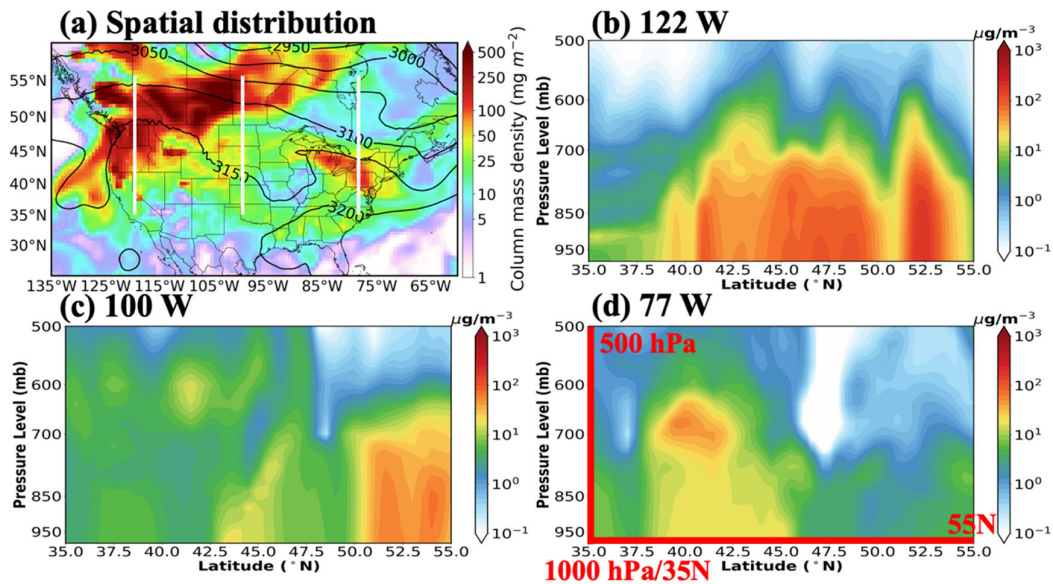 (a) Spatial distribution
3050
2950
3000
3100
3150
3200
55°N
50°N
45°N
40°N
35°N
30°N
135°W 125°W 115°W 105°W 95°W 85°W 75°W 65°W
500
250
100
50
25
10
5
1
Column mass density (mg m⁻²)
(b) 122 W
μg/m⁻³
500
600
700
850
950
Pressure Level (mb)
35.0 37.5 40.0 42.5 45.0 47.5 50.0 52.5 55.0
Latitude (°N)
10³
10²
10¹
10⁰
10⁻¹
(c) 100 W
μg/m⁻³
500
600
700
850
950
Pressure Level (mb)
35.0 37.5 40.0 42.5 45.0 47.5 50.0 52.5 55.0
Latitude (°N)
10³
10²
10¹
10⁰
10⁻¹
(d) 77 W
μg/m⁻³
500 hPa
500
600
700
850
950
Pressure Level (mb)
55N
35.0 37.5 40.0 42.5 45.0 47.5 50.0 52.5 55.0
Latitude (°N)
1000 hPa/35N
10³
10²
10¹
10⁰
10⁻¹